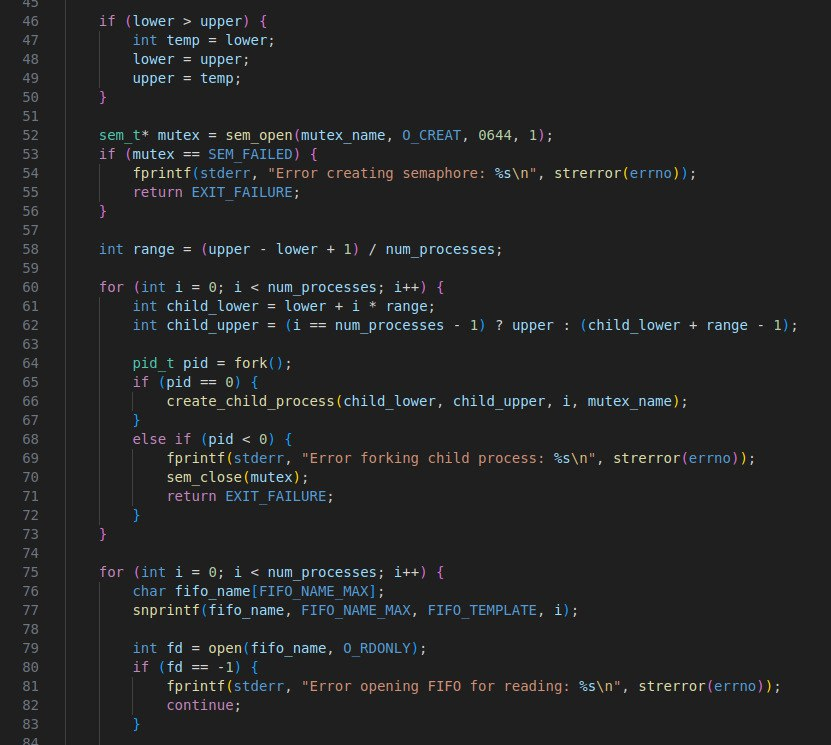 45
46 if (lower > upper) {
47 int temp = lower;
48 lower = upper;
49 upper = temp;
50 }
51
52 sem_t* mutex = sem_open(mutex_name, O_CREAT, 0644, 1);
53 if (mutex == SEM_FAILED) {
54 fprintf(stderr, "Error creating semaphore: %s\n", strerror(errno));
55 return EXIT_FAILURE;
56 }
57
58 int range = (upper - lower + 1) / num_processes;
59
60 for (int i = 0; i < num_processes; i++) {
61 int child_lower = lower + i * range;
62 int child_upper = (i == num_processes - 1) ? upper : (child_lower + range - 1);
63
64 pid_t pid = fork();
65 if (pid == 0) {
66 create_child_process(child_lower, child_upper, i, mutex_name);
67 }
68 else if (pid < 0) {
69 fprintf(stderr, "Error forking child process: %s\n", strerror(errno));
70 sem_close(mutex);
71 return EXIT_FAILURE;
72 }
73 }
74
75 for (int i = 0; i < num_processes; i++) {
76 char fifo_name[FIFO_NAME_MAX];
77 snprintf(fifo_name, FIFO_NAME_MAX, FIFO_TEMPLATE, i);
78
79 int fd = open(fifo_name, O_RDONLY);
80 if (fd == -1) {
81 fprintf(stderr, "Error opening FIFO for reading: %s\n", strerror(errno));
82 continue;
83 }
84